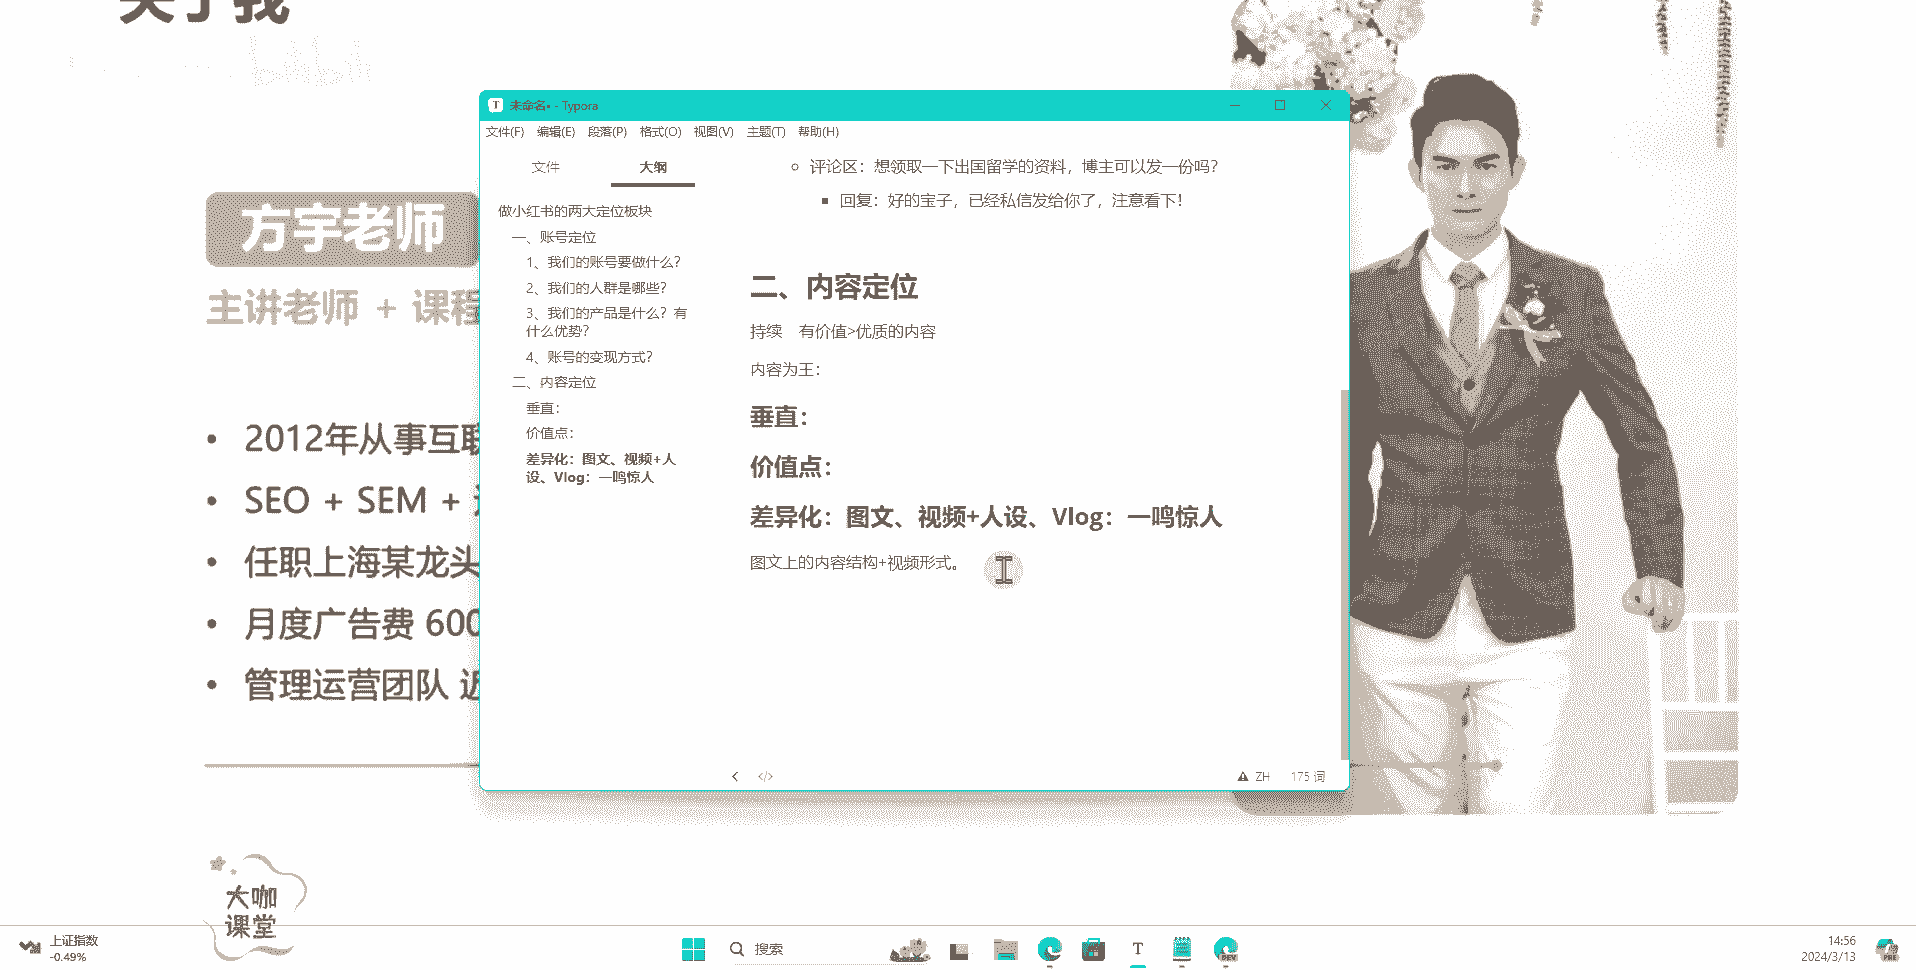 关于我
bilibili
方宇老师
主讲老师 + 课程
2012年从事互联
SEO + SEM +
任职上海某龙头
月度广告费 600
管理运营团队 近
大咖
课堂
未命名• - Typora
文件(F) 编辑(E) 段落(P) 格式(O) 视图(V) 主题(T) 帮助(H)
文件 大纲
做小红书的两大定位板块
一、账号定位
1、我们的账号要做什么?
2、我们的人群是哪些?
3、我们的产品是什么? 有
什么优势?
4、账号的变现方式?
二、内容定位
垂直:
价值点:
差异化: 图文、视频+人
设、Vlog: 一鸣惊人
评论区: 想领取一下出国留学的资料, 博主可以发一份吗?
回复: 好的宝子, 已经私信发给你了, 注意看下!
二、内容定位
持续 有价值>优质的内容
内容为王:
垂直:
价值点:
差异化: 图文、视频+人设、Vlog: 一鸣惊人
图文上的内容结构+视频形式。
ZH 175 词
上证指数
-0.49%
搜索
T
DEV
14:56
2024/3/13
PRE